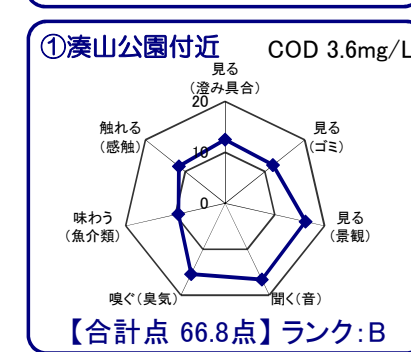 ①湊山公園付近 COD 3.6mg/L
見る
(澄み具合)
見る
(ゴミ)
見る
(景観)
聞く(音)
嗅ぐ(臭気)
味わう
(魚介類)
触れる
(感触)
20
10
0
【合計点 66.8点】 ランク:B